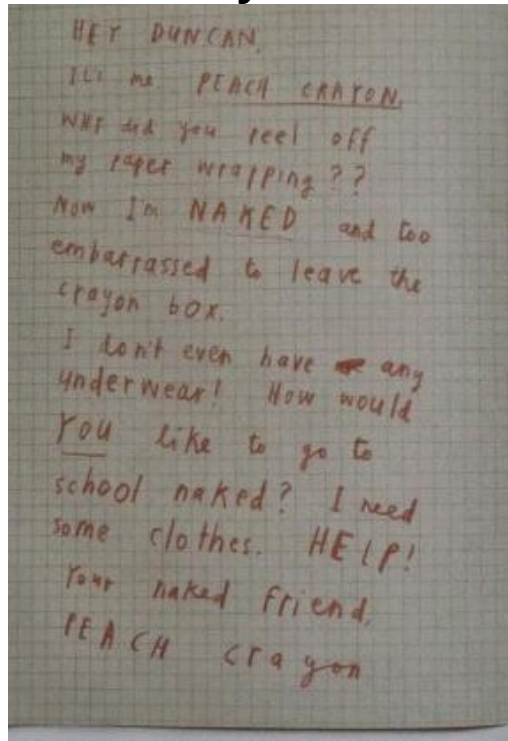 HEY DUNCAN,
It's me PEACH CRAYON.
WHY did you peel off
my paper wrapping??
Now I'm NAKED and too
embarrassed to leave the
crayon box.
I don't even have any
underwear! How would
YOU like to go to
school naked? I need
some clothes. HELP!
Your naked friend,
PEACH crayon